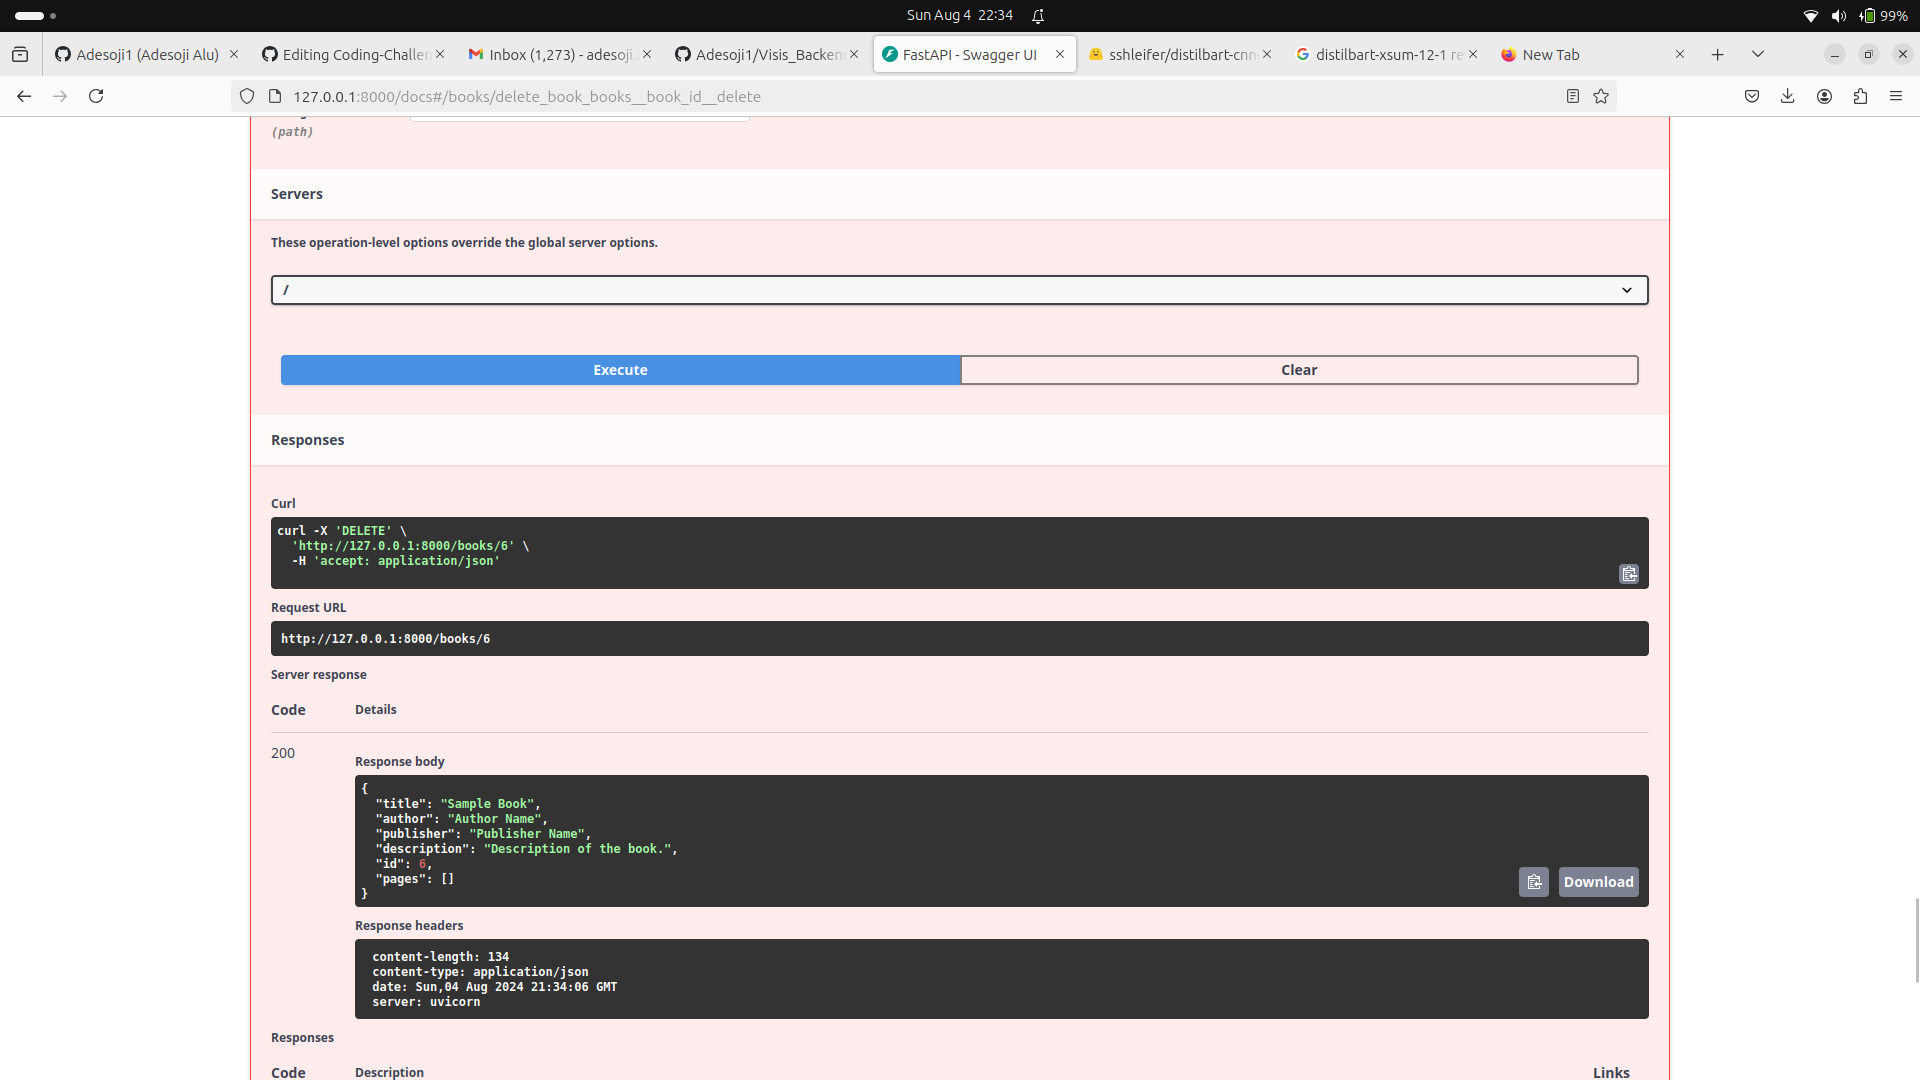 Sun Aug 4 22:34
99%
Adesoji1 (Adesoji Alu)
Editing Coding-Challen
Inbox (1,273) - adesoji.
Adesoji1/Visis_Backen
FastAPI - Swagger UI
sshleifer/distilbart-cnn
distilbart-xsum-12-1 re
New Tab
127.0.0.1:8000/docs#/books/delete_book_books__book_id__delete
(path)
Servers
These operation-level options override the global server options.
/
Execute
Clear
Responses
Curl
curl -X 'DELETE' \
'http://127.0.0.1:8000/books/6' \
-H 'accept: application/json'
Request URL
http://127.0.0.1:8000/books/6
Server response
Code Details
200
Response body
{
"title": "Sample Book",
"author": "Author Name",
"publisher": "Publisher Name",
"description": "Description of the book.",
"id": 6,
"pages": []
}
Download
Response headers
content-length: 134
content-type: application/json
date: Sun,04 Aug 2024 21:34:06 GMT
server: uvicorn
Responses
Code Description Links